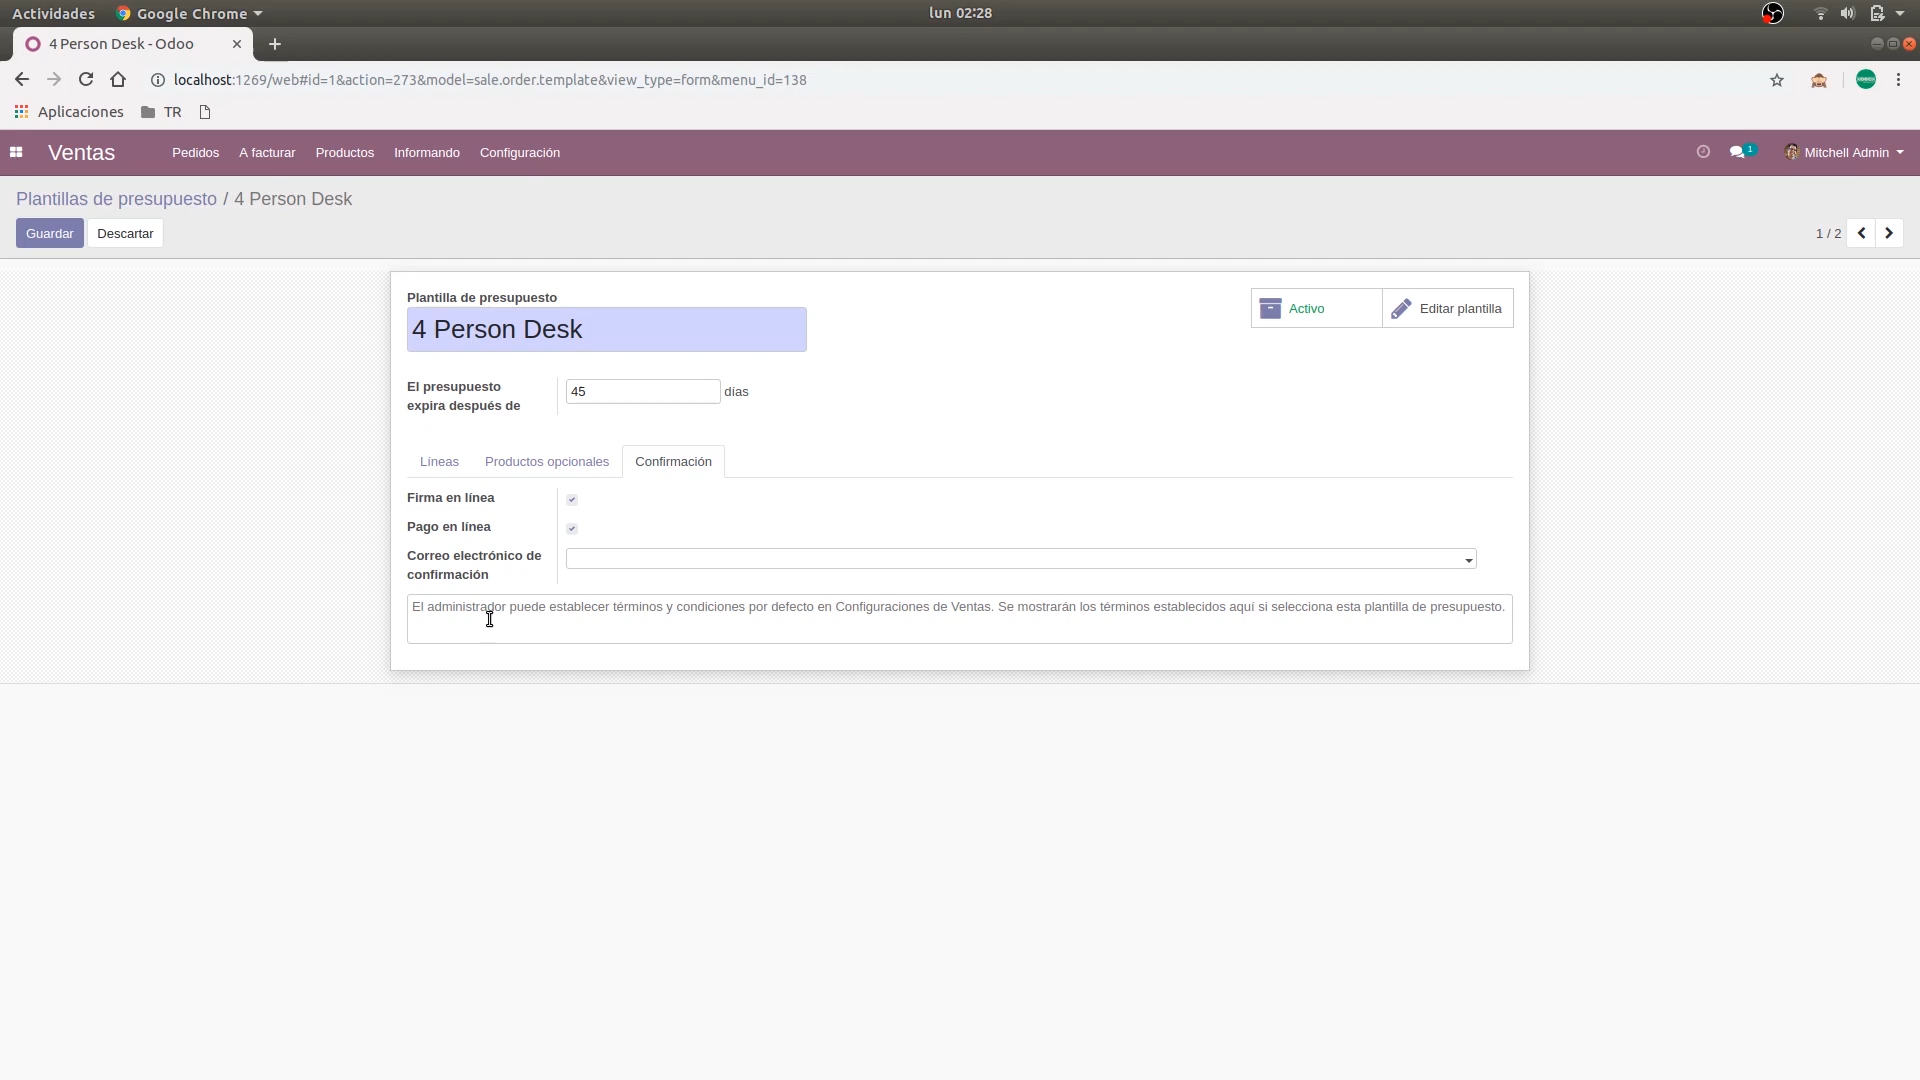 Actividades Google Chrome lun 02:28
4 Person Desk - Odoo
localhost:1269/web#id=1&action=273&model=sale.order.template&view_type=form&menu_id=138
Aplicaciones TR
Ventas Pedidos A facturar Productos Informando Configuración 1 Mitchell Admin
Plantillas de presupuesto / 4 Person Desk
Guardar Descartar 1 / 2
Plantilla de presupuesto
4 Person Desk
Activo Editar plantilla
El presupuesto
expira después de
45 días
Líneas Productos opcionales Confirmación
Firma en línea
Pago en línea
Correo electrónico de
confirmación
El administrador puede establecer términos y condiciones por defecto en Configuraciones de Ventas. Se mostrarán los términos establecidos aquí si selecciona esta plantilla de presupuesto.